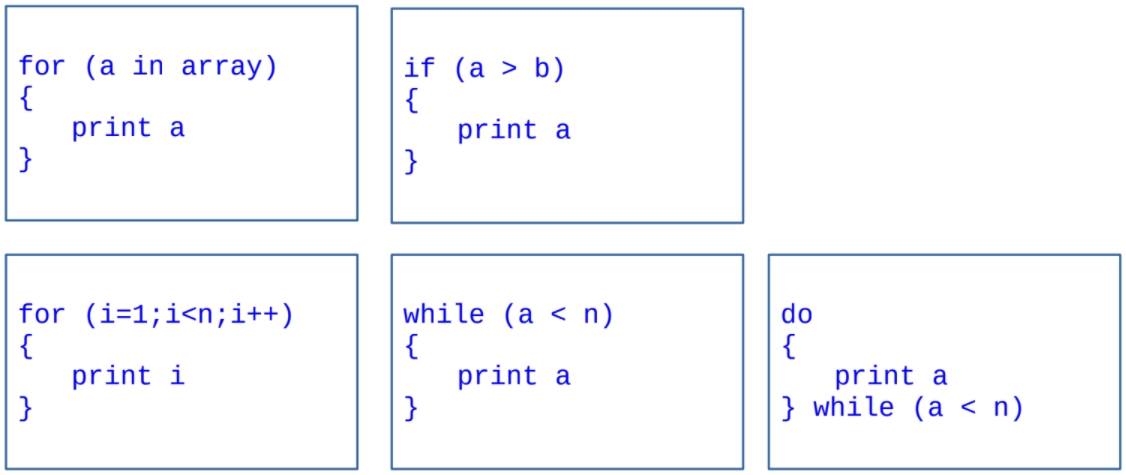 for (a in array)
{
print a
}
if (a > b)
{
print a
}
for (i=1;i<n;i++)
{
print i
}
while (a < n)
{
print a
}
do
{
print a
} while (a < n)